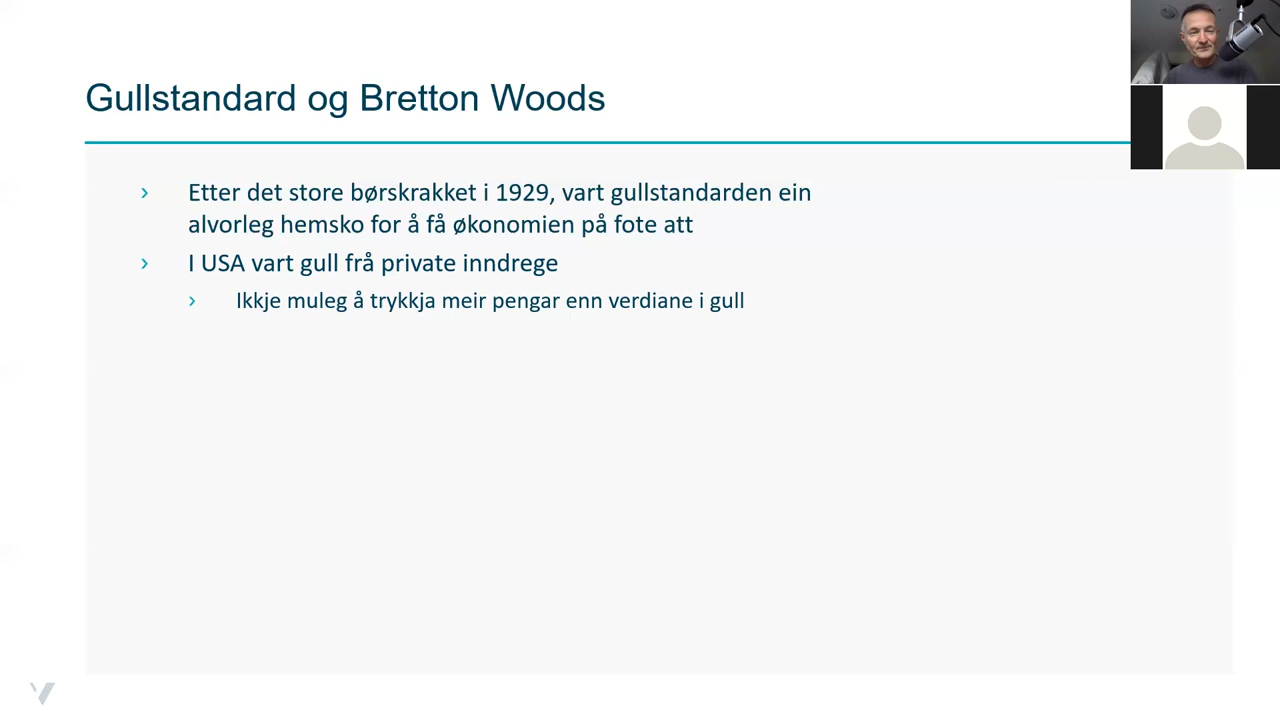 Gullstandard og Bretton Woods
› Etter det store børskrakket i 1929, vart gullstandarden ein
alvorleg hemsko for å få økonomien på fote att
› I USA vart gull frå private inndrege
› Ikkje muleg å trykkja meir pengar enn verdiane i gull